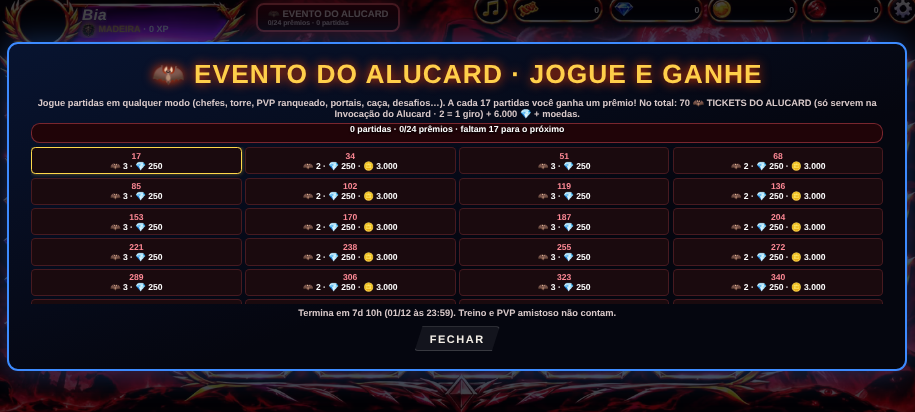 Bia
MADEIRA · 0 XP
EVENTO DO ALUCARD
0/24 prêmios · 0 partidas
0
0
0
0
EVENTO DO ALUCARD · JOGUE E GANHE
Jogue partidas em qualquer modo (chefes, torre, PVP ranqueado, portais, caça, desafios...). A cada 17 partidas você ganha um prêmio! No total: 70 🦇 TICKETS DO ALUCARD (só servem na
Invocação do Alucard · 2 = 1 giro) + 6.000 💎 + moedas.
0 partidas · 0/24 prêmios · faltam 17 para o próximo
17
🦇 3 · 💎 250
34
🦇 2 · 💎 250 · 🪙 3.000
51
🦇 3 · 💎 250
68
🦇 2 · 💎 250 · 🪙 3.000
85
🦇 3 · 💎 250
102
🦇 2 · 💎 250 · 🪙 3.000
119
🦇 3 · 💎 250
136
🦇 2 · 💎 250 · 🪙 3.000
153
🦇 3 · 💎 250
170
🦇 2 · 💎 250 · 🪙 3.000
187
🦇 3 · 💎 250
204
🦇 2 · 💎 250 · 🪙 3.000
221
🦇 3 · 💎 250
238
🦇 2 · 💎 250 · 🪙 3.000
255
🦇 3 · 💎 250
272
🦇 2 · 💎 250 · 🪙 3.000
289
🦇 3 · 💎 250
306
🦇 2 · 💎 250 · 🪙 3.000
323
🦇 3 · 💎 250
340
🦇 2 · 💎 250 · 🪙 3.000
Termina em 7d 10h (01/12 às 23:59). Treino e PVP amistoso não contam.
FECHAR